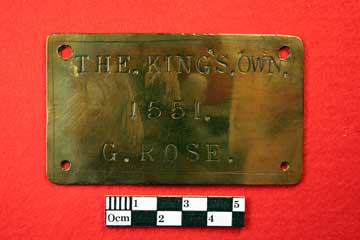 THE.KING'S.OWN.
1551.
G.ROSE.
1 3 5
0cm 2 4